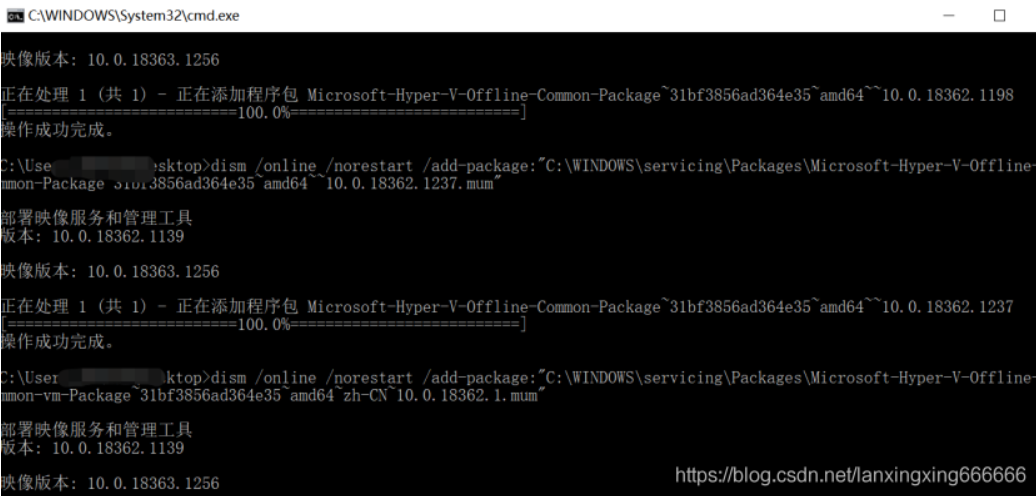 C:\WINDOWS\System32\cmd.exe
映像版本: 10.0.18363.1256
正在处理 1 (共 1) - 正在添加程序包 Microsoft-Hyper-V-Offline-Common-Package~31bf3856ad364e35~amd64~~10.0.18362.1198
[==========================100.0%==========================]
操作成功完成。
C:\Use esktop>dism /online /norestart /add-package:"C:\WINDOWS\servicing\Packages\Microsoft-Hyper-V-Offline-
mmon-Package~31bf3856ad364e35~amd64~~10.0.18362.1237.mum"
部署映像服务和管理工具
版本: 10.0.18362.1139
映像版本: 10.0.18363.1256
正在处理 1 (共 1) - 正在添加程序包 Microsoft-Hyper-V-Offline-Common-Package~31bf3856ad364e35~amd64~~10.0.18362.1237
[==========================100.0%==========================]
操作成功完成。
C:\User ktop>dism /online /norestart /add-package:"C:\WINDOWS\servicing\Packages\Microsoft-Hyper-V-Offline-
mmon-vm-Package~31bf3856ad364e35~amd64~zh-CN~10.0.18362.1.mum"
部署映像服务和管理工具
版本: 10.0.18362.1139
映像版本: 10.0.18363.1256
https://blog.csdn.net/lanxingxing666666